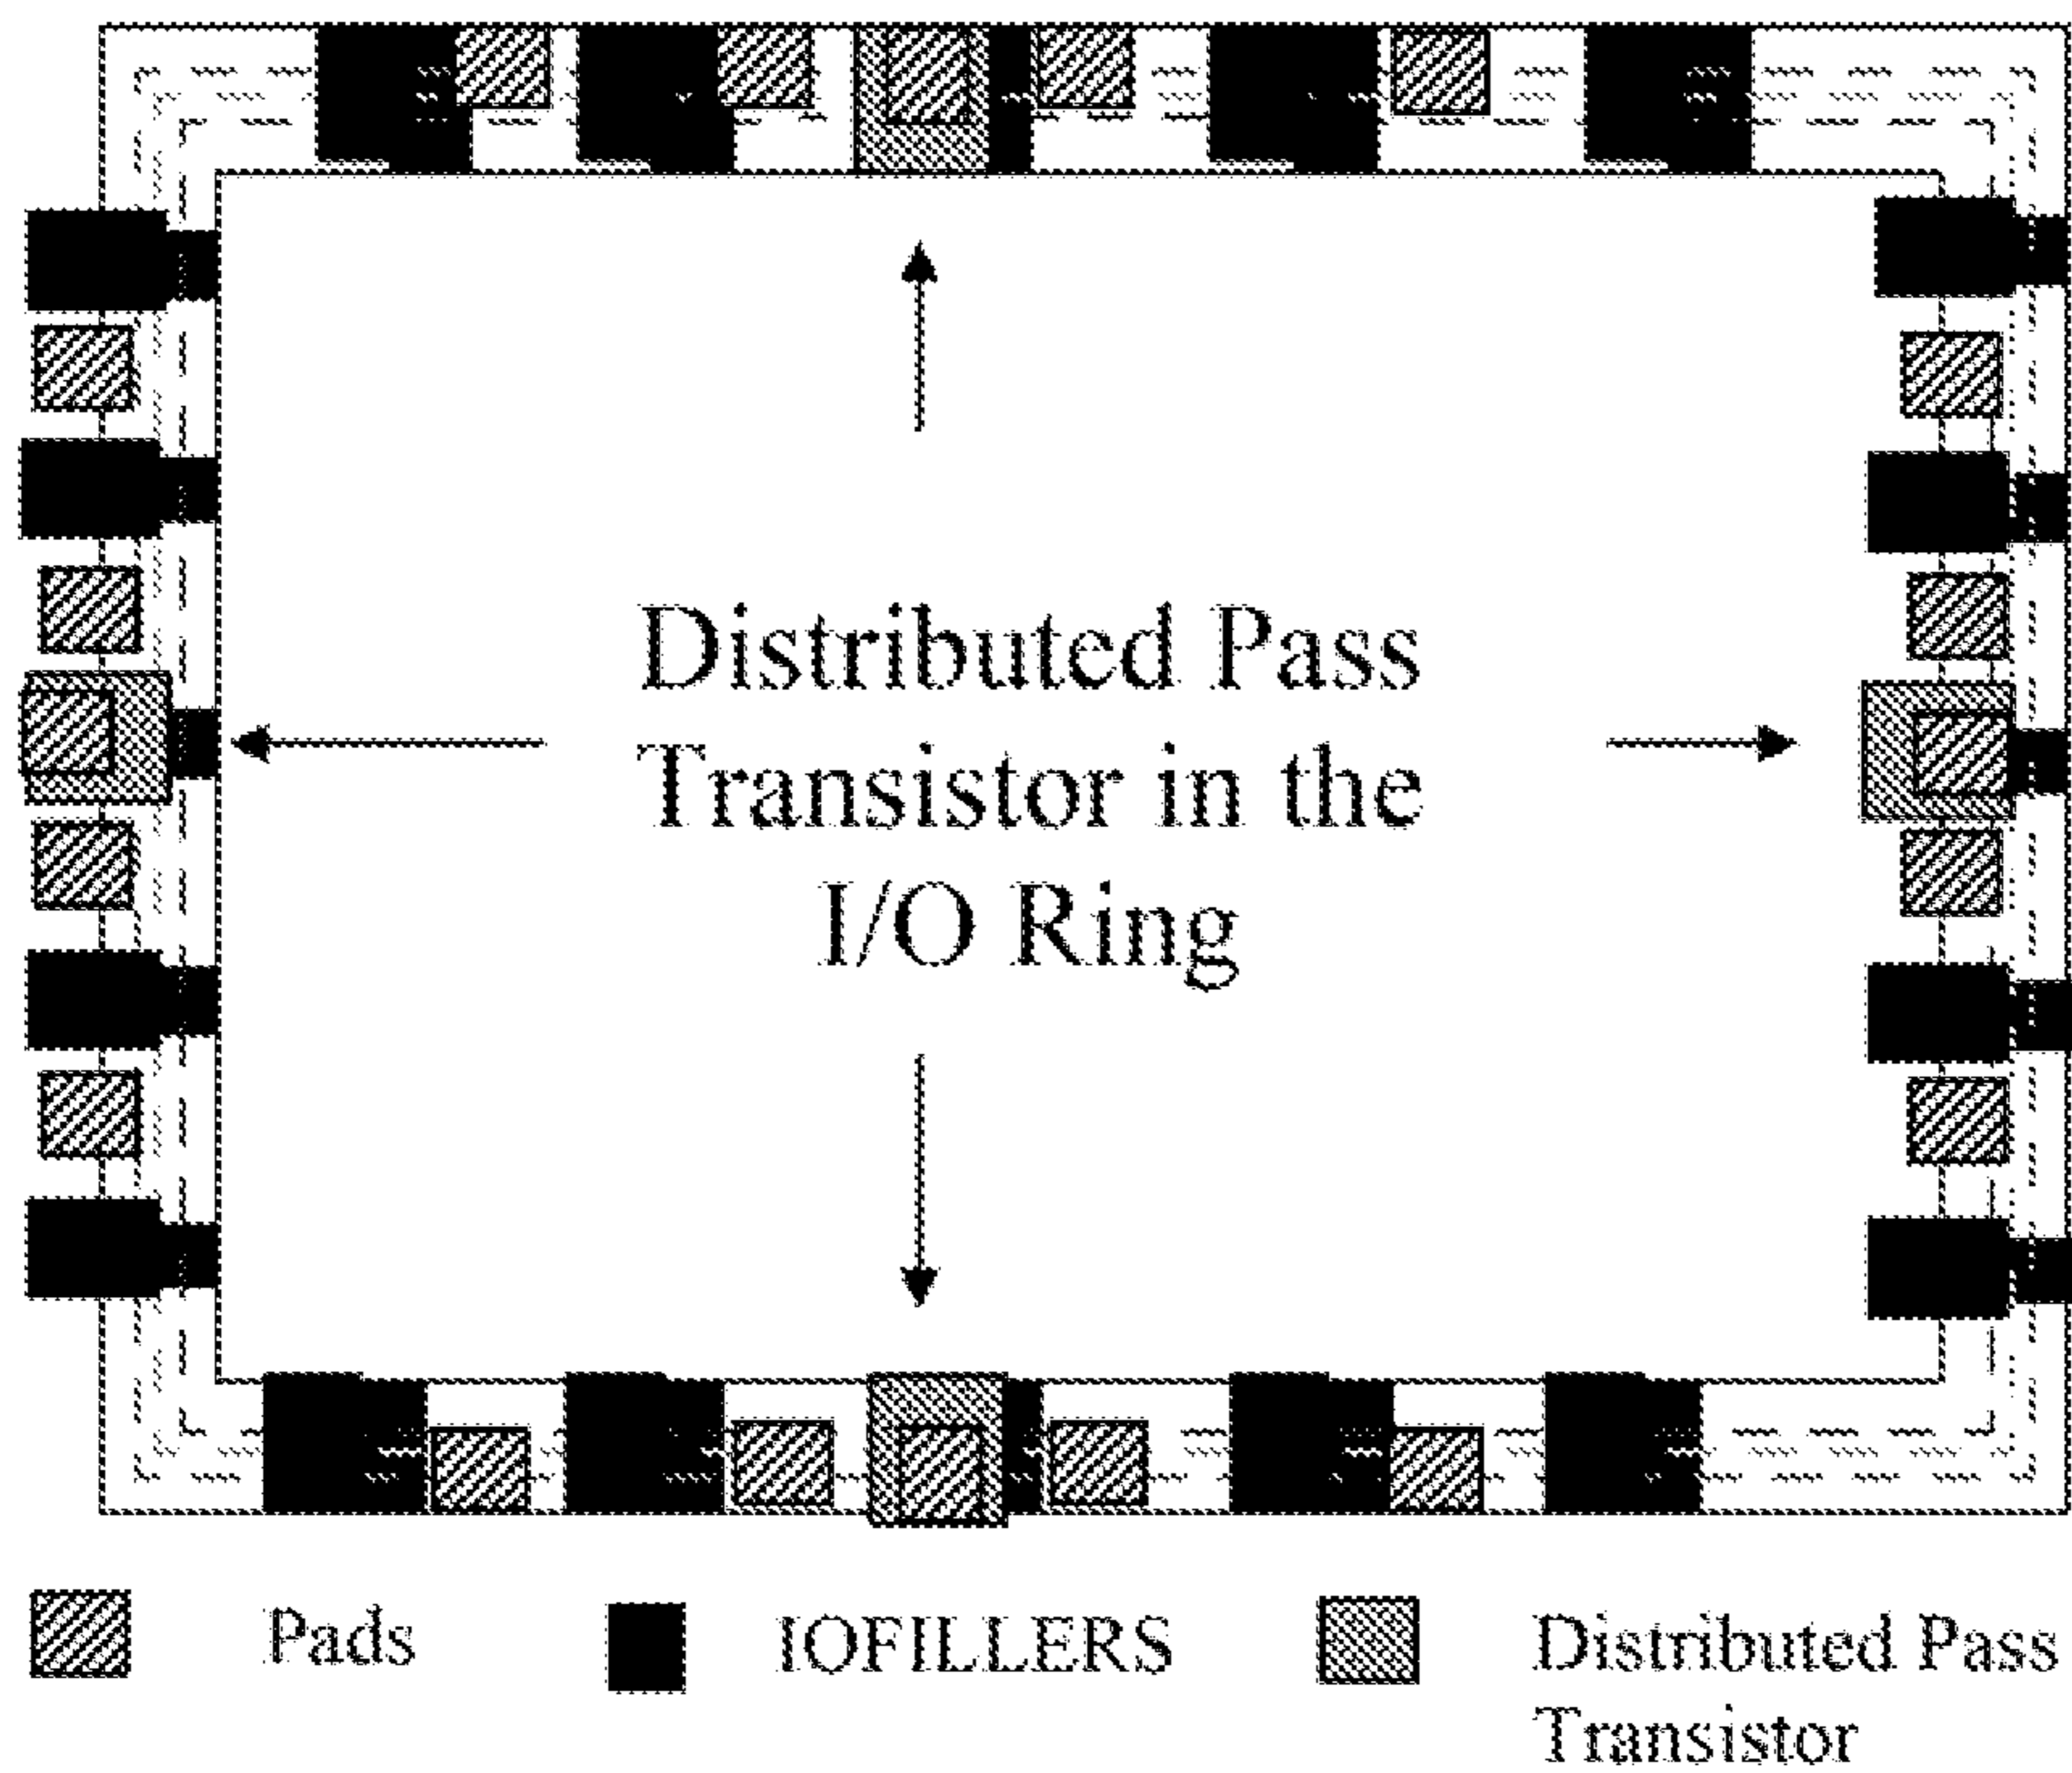 Distributed Pass
Transistor in the
I/O Ring
Pads
IOFILLERS
Distributed Pass
Transistor